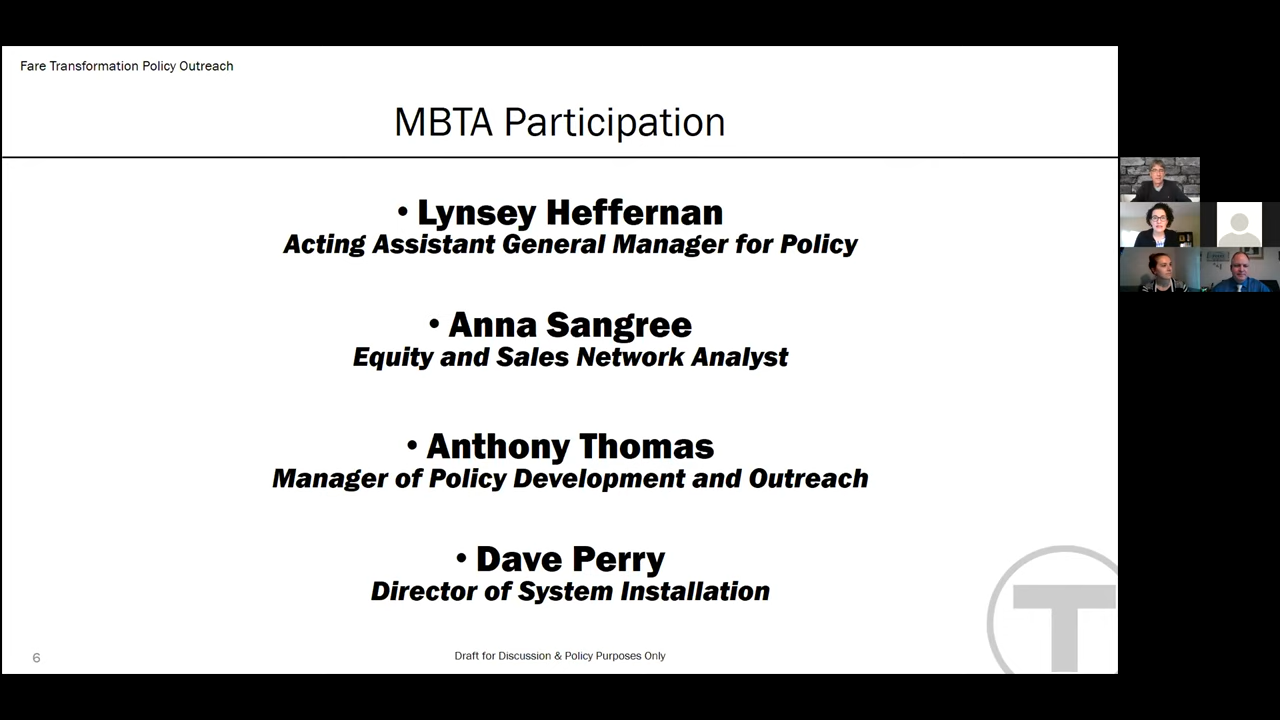 Fare Transformation Policy Outreach
MBTA Participation
• Lynsey Heffernan
Acting Assistant General Manager for Policy
• Anna Sangree
Equity and Sales Network Analyst
• Anthony Thomas
Manager of Policy Development and Outreach
• Dave Perry
Director of System Installation
T
6
Draft for Discussion & Policy Purposes Only